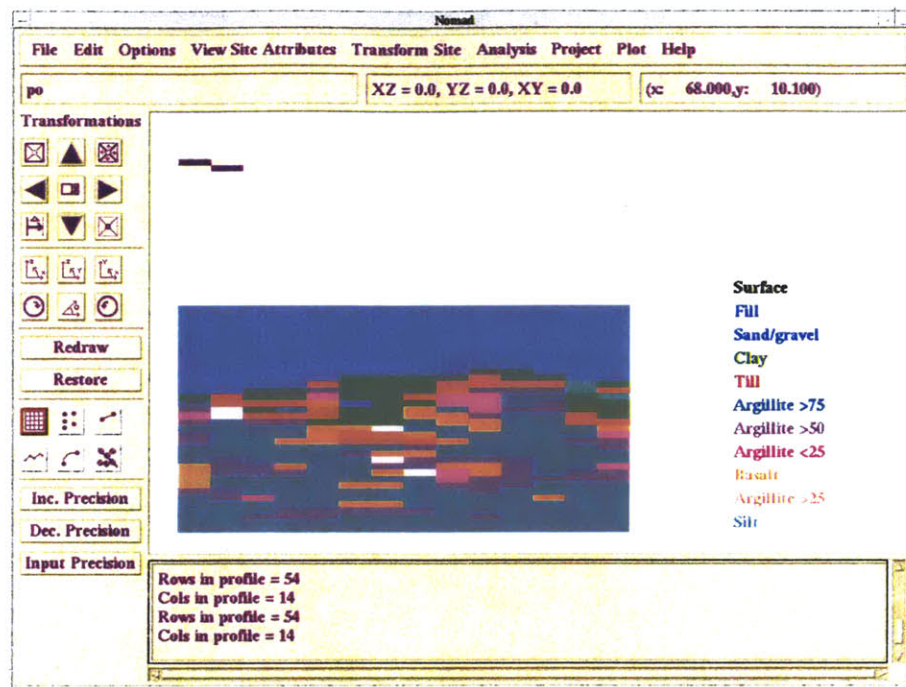 Nomad
File Edit Options View Site Attributes Transform Site Analysis Project Plot Help
po
XZ = 0.0, YZ = 0.0, XY = 0.0
(x: 68.000,y: 10.100)
Transformations
Redraw
Restore
Inc. Precision
Dec. Precision
Input Precision
Surface
Fill
Sand/gravel
Clay
Till
Argillite >75
Argillite >50
Argillite <25
Basalt
Argillite >25
Silt
Rows in profile = 54
Cols in profile = 14
Rows in profile = 54
Cols in profile = 14